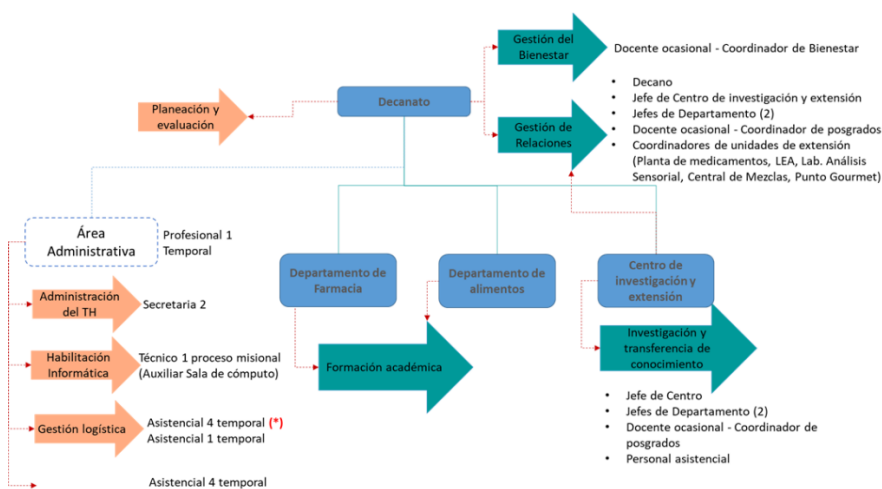 Gestión del
Bienestar
Docente ocasional - Coordinador de Bienestar
Planeación y
evaluación
Decanato
Gestión de
Relaciones
• Decano
• Jefe de Centro de investigación y extensión
• Jefes de Departamento (2)
• Docente ocasional - Coordinador de posgrados
• Coordinadores de unidades de extensión
(Planta de medicamentos, LEA, Lab. Análisis
Sensorial, Central de Mezclas, Punto Gourmet)
Área
Administrativa
Profesional 1
Temporal
Departamento de
Farmacia
Departamento de
alimentos
Centro de
investigación y
extensión
Administración
del TH
Secretaria 2
Habilitación
Informática
Técnico 1 proceso misional
(Auxiliar Sala de cómputo)
Formación académica
Investigación y
transferencia de
conocimiento
Gestión logística
Asistencial 4 temporal (*)
Asistencial 1 temporal
• Jefe de Centro
• Jefes de Departamento (2)
• Docente ocasional - Coordinador de
posgrados
• Personal asistencial
Asistencial 4 temporal